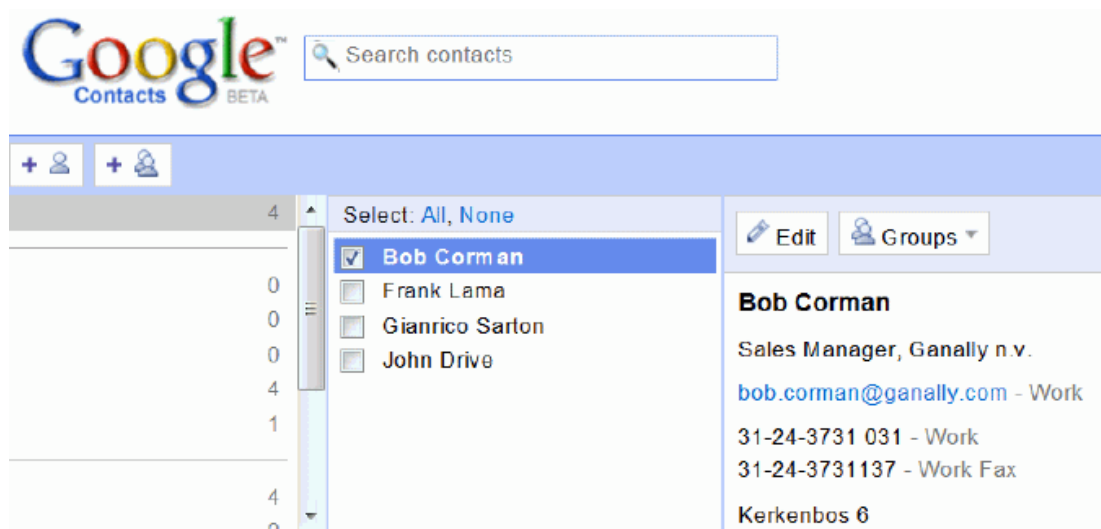 Google™
Contacts BETA
Search contacts
+
+
4
0
0
0
4
1
4
Select: All, None
Bob Corman
Frank Lama
Gianrico Sarton
John Drive
Edit
Groups
Bob Corman
Sales Manager, Ganally n.v.
bob.corman@ganally.com - Work
31-24-3731 031 - Work
31-24-3731137 - Work Fax
Kerkenbos 6